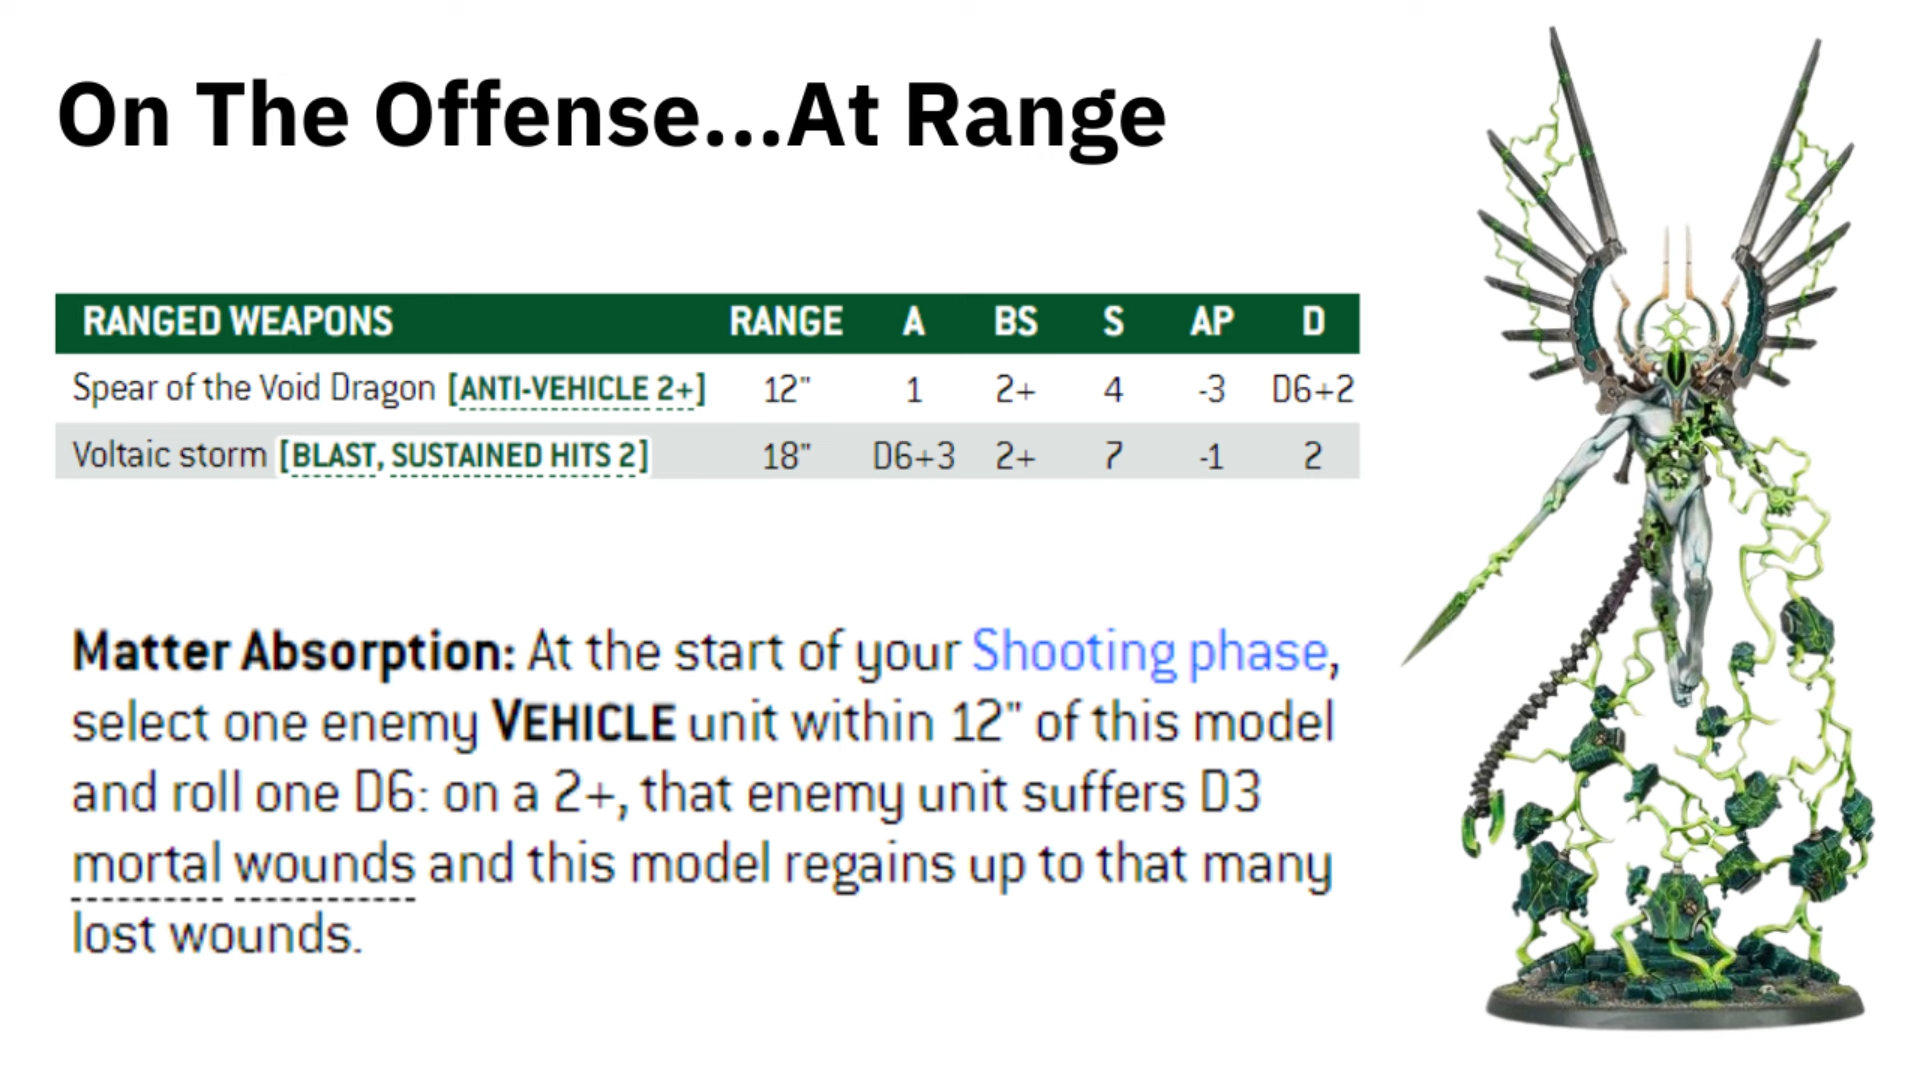 On The Offense...At Range
RANGED WEAPONS RANGE A BS S AP D
Spear of the Void Dragon [ANTI-VEHICLE 2+] 12" 1 2+ 4 -3 D6+2
Voltaic storm [BLAST, SUSTAINED HITS 2] 18" D6+3 2+ 7 -1 2
Matter Absorption: At the start of your Shooting phase,
select one enemy VEHICLE unit within 12" of this model
and roll one D6: on a 2+, that enemy unit suffers D3
mortal wounds and this model regains up to that many
lost wounds.